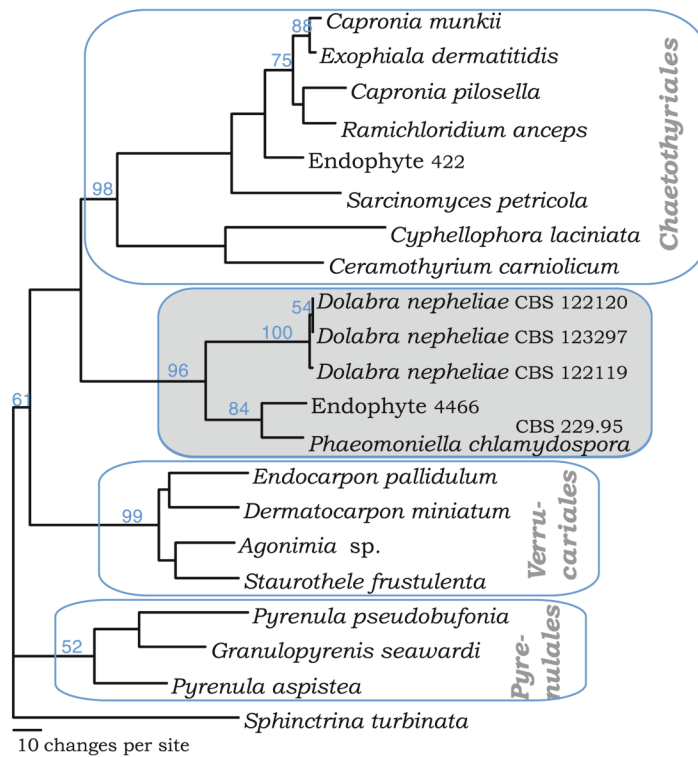 88
Capronia munkii
75
Exophiala dermatitidis
Capronia pilosella
Ramichloridium anceps
Endophyte 422
98
Sarcinomyces petricola
Cyphellophora laciniata
Ceramothyrium carniolicum
Chaetothyriales
Dolabra nepheliae CBS 122120
54
100
Dolabra nepheliae CBS 123297
Dolabra nepheliae CBS 122119
96
61
84
Endophyte 4466
CBS 229.95
Phaeomoniella chlamydospora
Endocarpon pallidulum
99
Dermatocarpon miniatum
Agonimia sp.
Staurothele frustulenta
Verru-
cariales
Pyrenula pseudobufonia
52
Granulopyrenis seawardi
Pyrenula aspistea
Pyre-
nulales
Sphinctrina turbinata
10 changes per site